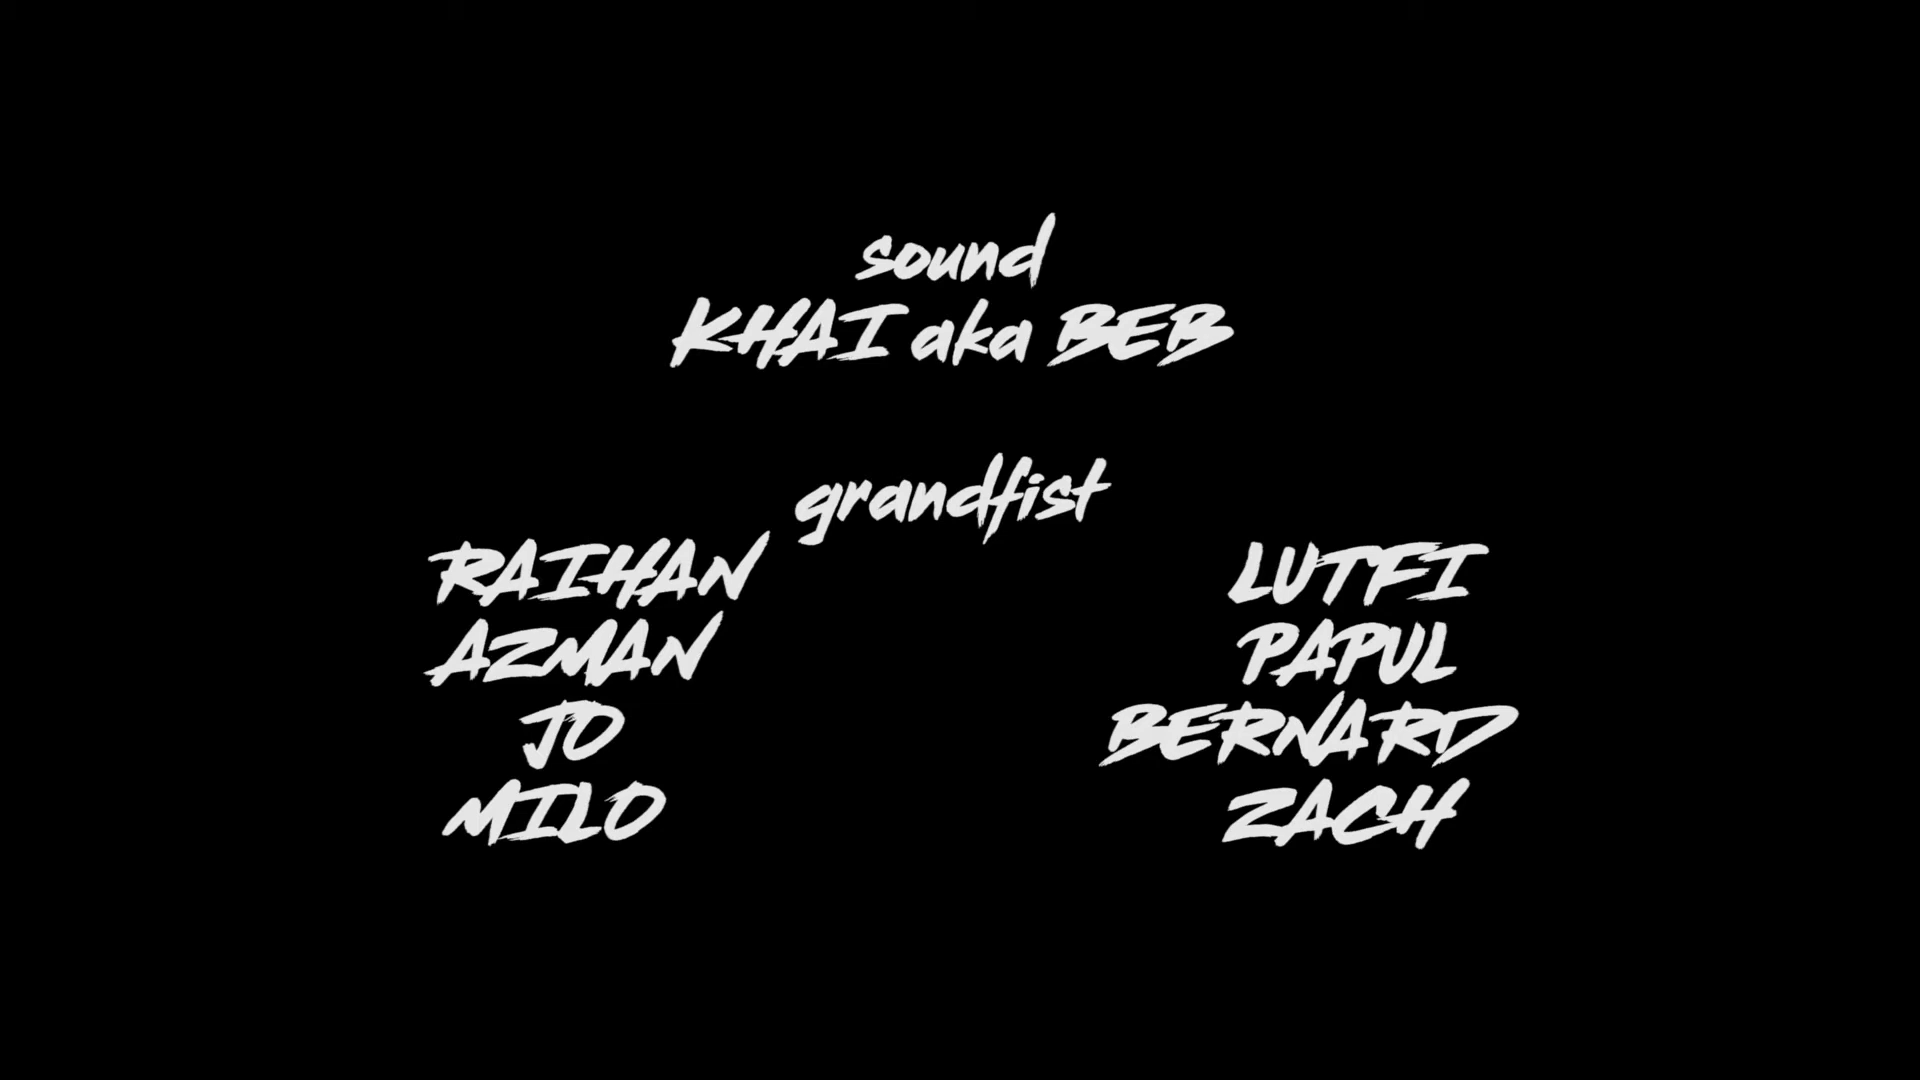 sound
KHAI aka BEB
grandfist
RAIHAN
AZMAN
JO
MILO
LUTFI
PAPUL
BERNARD
ZACH